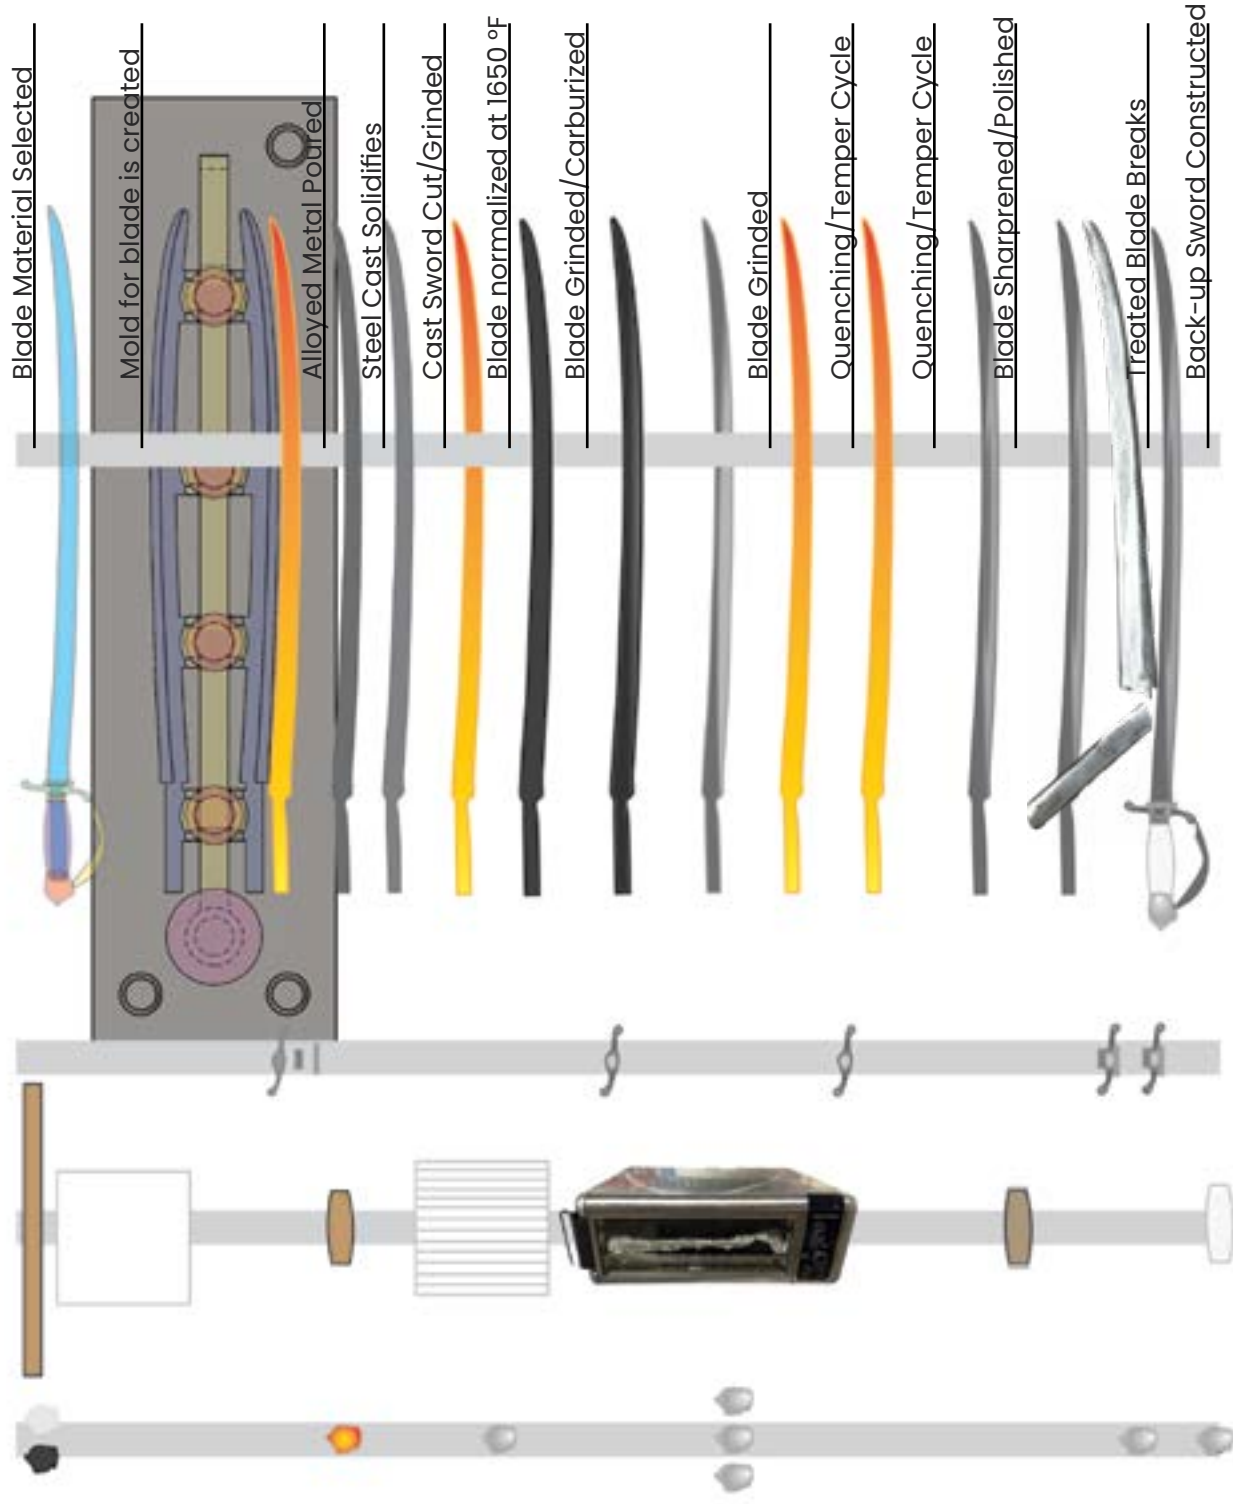 Blade Material Selected
Mold for blade is created
Alloyed Metal Poured
Steel Cast Solidifies
Cast Sword Cut/Grinded
Blade normalized at 1650 °F
Blade Grinded/Carburized
Blade Grinded
Quenching/Temper Cycle
Quenching/Temper Cycle
Blade Sharprened/Polished
Treated Blade Breaks
Back-up Sword Constructed